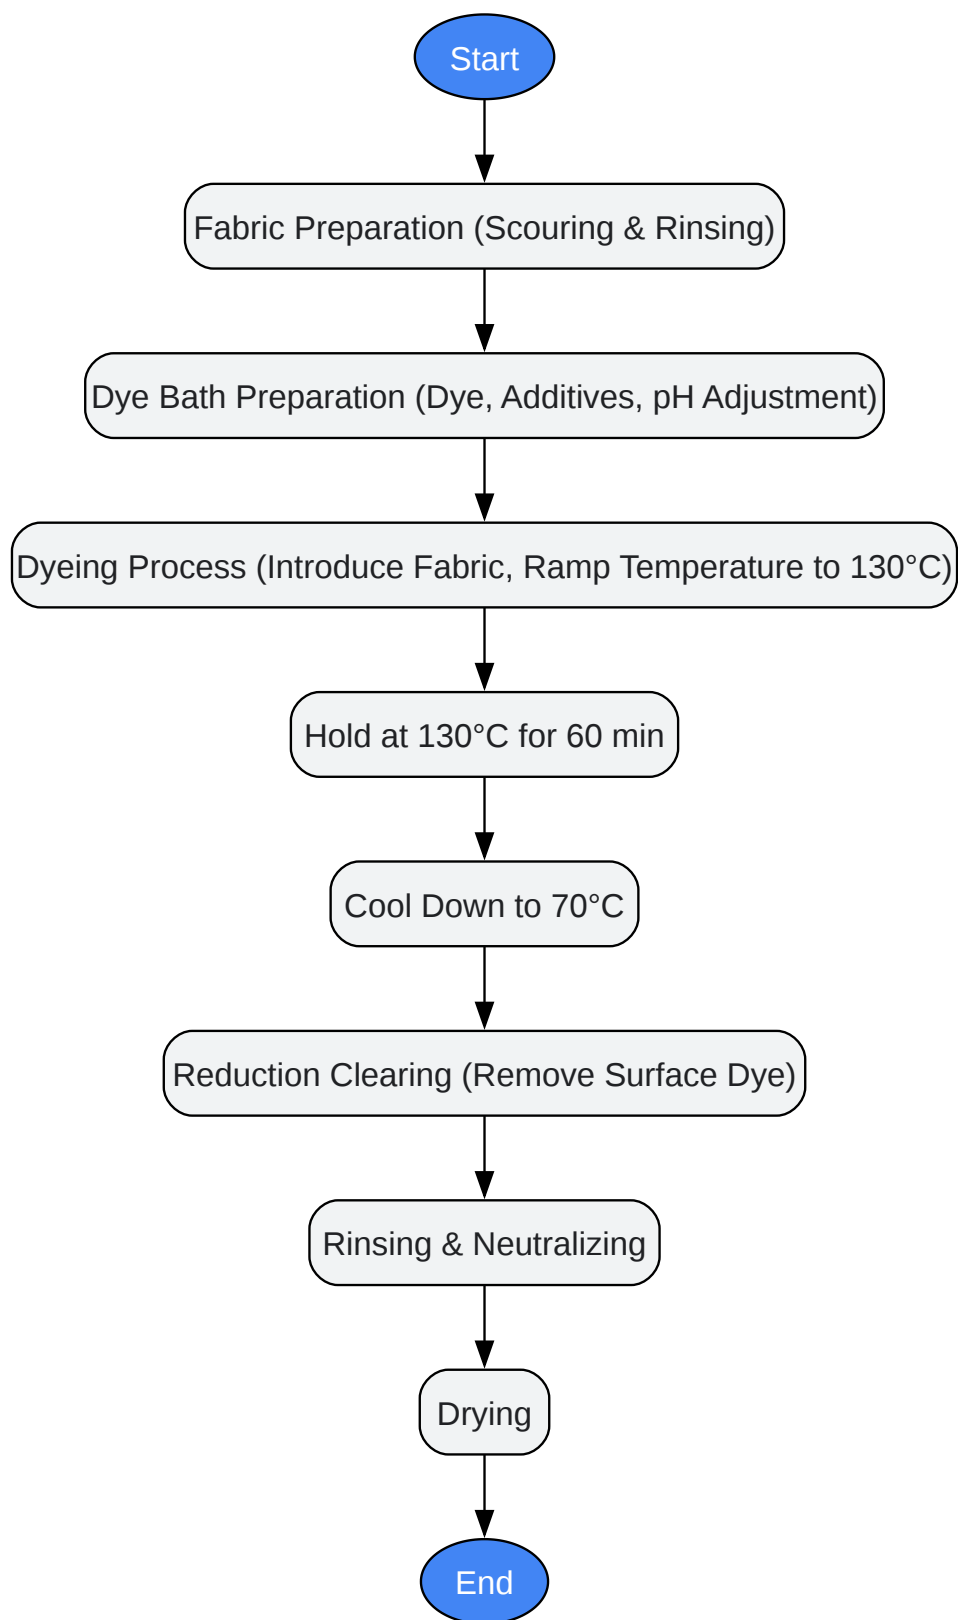 Start
Fabric Preparation (Scouring & Rinsing)
Dye Bath Preparation (Dye, Additives, pH Adjustment)
Dyeing Process (Introduce Fabric, Ramp Temperature to 130°C)
Hold at 130°C for 60 min
Cool Down to 70°C
Reduction Clearing (Remove Surface Dye)
Rinsing & Neutralizing
Drying
End